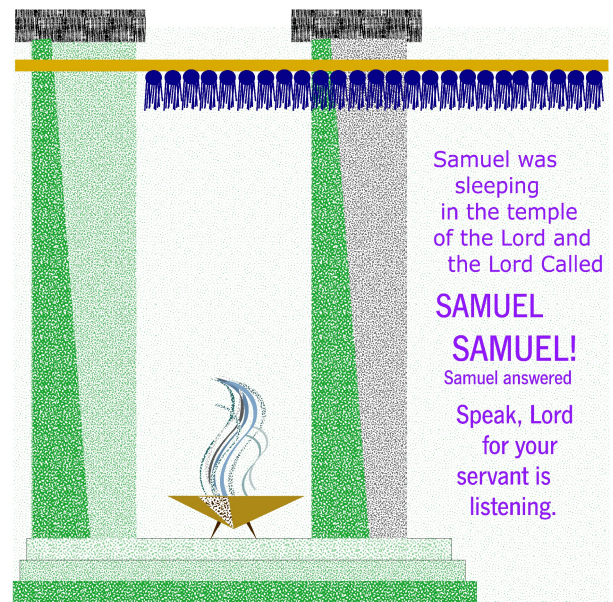 Samuel was
sleeping
in the temple
of the Lord and
the Lord Called
SAMUEL
SAMUEL!
Samuel answered
Speak, Lord
for your
servant is
listening.